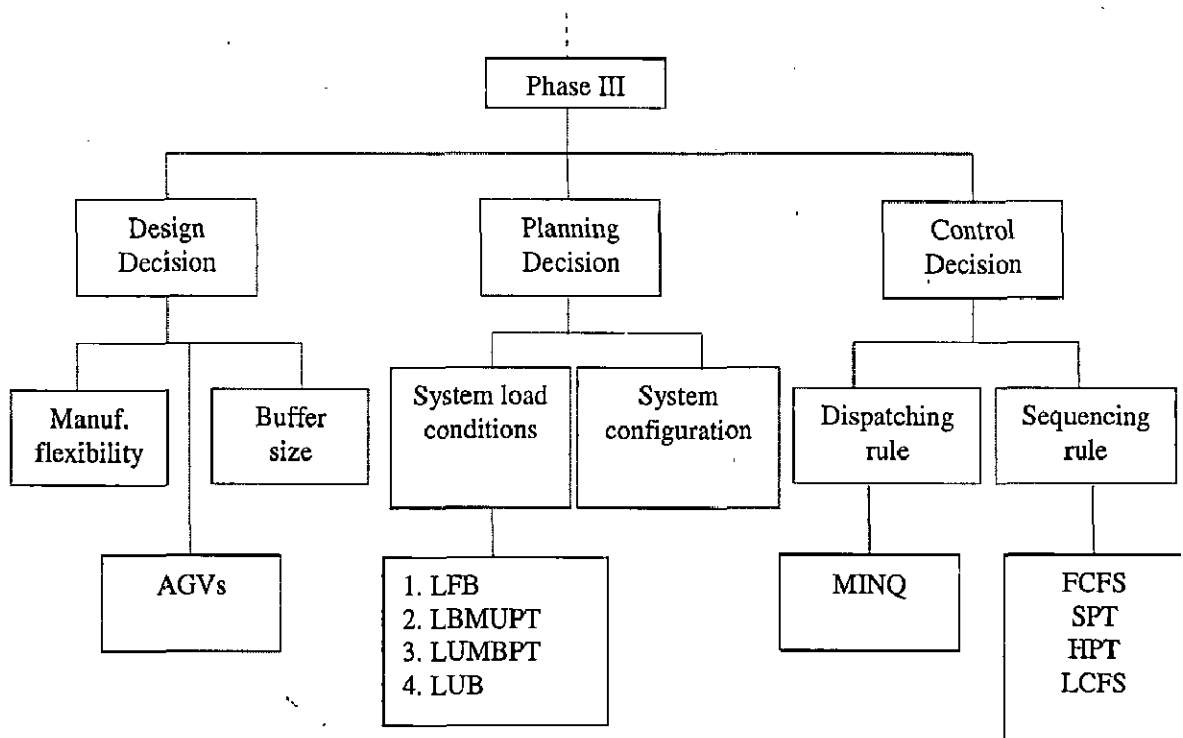 Phase III
Design
Decision
Planning
Decision
Control
Decision
Manuf.
flexibility
Buffer
size
System load
conditions
System
configuration
Dispatching
rule
Sequencing
rule
AGVs
1. LFB
2. LBMUPT
3. LUMBPT
4. LUB
MINQ
FCFS
SPT
HPT
LCFS